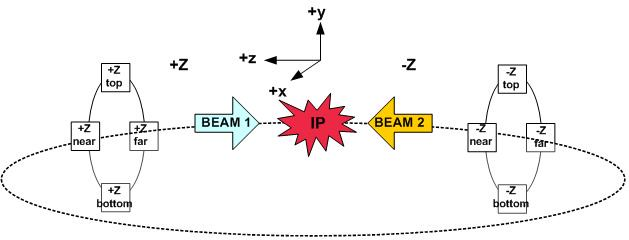 +y
+Z
+z
-Z
+x
+Z
top
-Z
top
BEAM 1
IP
BEAM 2
+Z
near
+Z
far
-Z
near
-Z
far
+Z
bottom
-Z
bottom